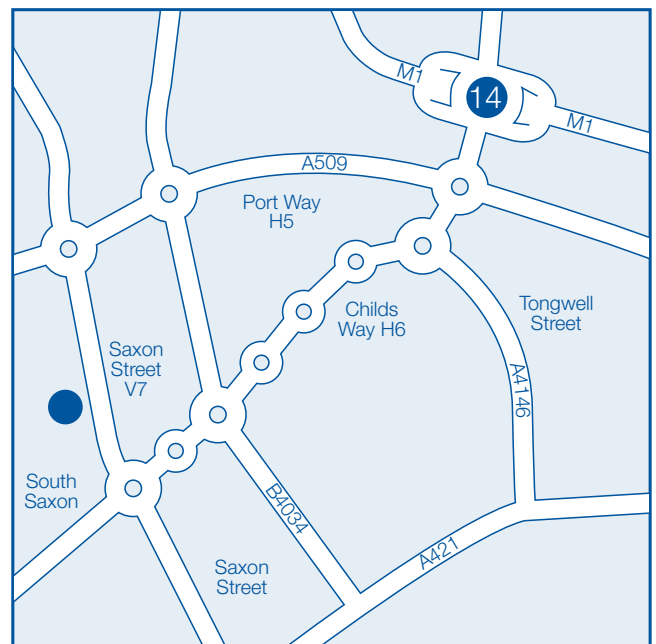 M1
14
M1
A509
Port Way
H5
Childs
Way H6
Tongwell
Street
Saxon
Street
V7
A4146
South
Saxon
B4034
A421
Saxon
Street